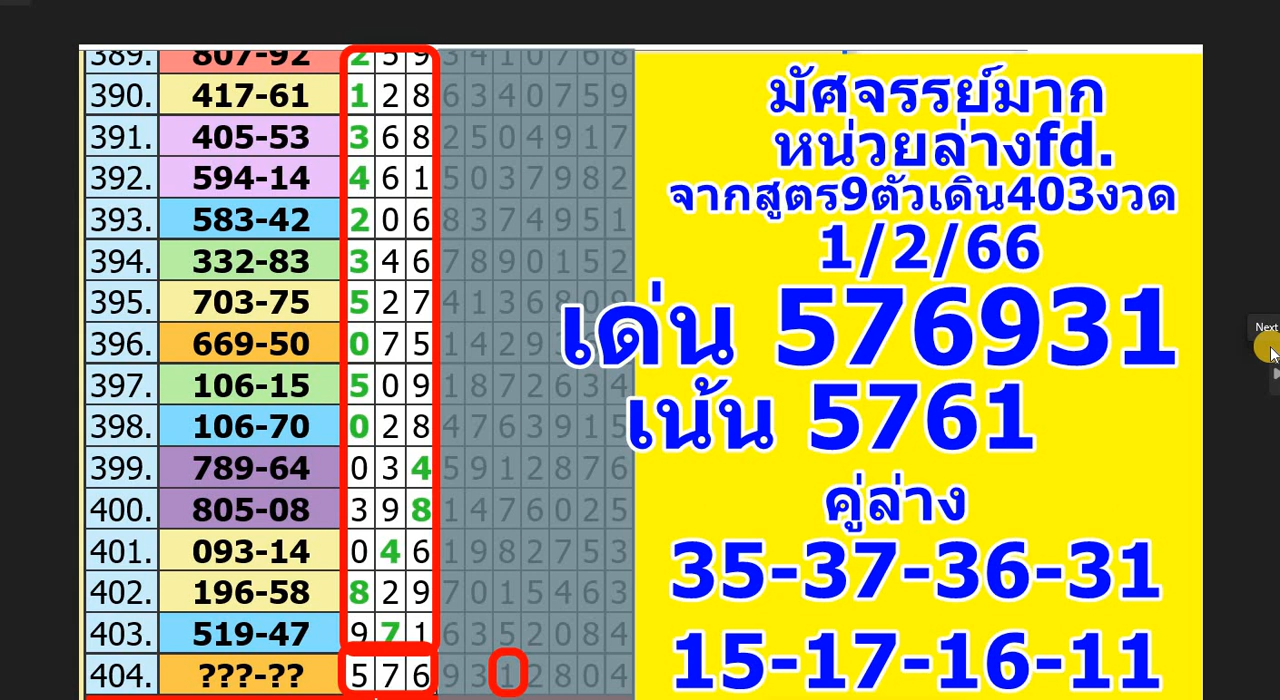 389. 807-92 2 5 9 3 4 1 0 7 6 8
390. 417-61 1 2 8 6 3 4 0 7 5 9
391. 405-53 3 6 8 2 5 0 4 9 1 7
392. 594-14 4 6 1 5 0 3 7 9 8 2
393. 583-42 2 0 6 8 3 7 4 9 5 1
394. 332-83 3 4 6 7 8 9 0 1 5 2
395. 703-75 5 2 7 4 1 3 6 8 0 9
396. 669-50 0 7 5 1 4 2 9
397. 106-15 5 0 9 1 8 7 2 6 3 4
398. 106-70 0 2 8 4 7 6 3 9 1 5
399. 789-64 0 3 4 5 9 1 2 8 7 6
400. 805-08 3 9 8 1 4 7 6 0 2 5
401. 093-14 0 4 6 1 9 8 2 7 5 3
402. 196-58 8 2 9 7 0 1 5 4 6 3
403. 519-47 9 7 1 6 3 5 2 0 8 4
404. ???-?? 5 7 6 9 3 1 2 8 0 4
มัศจรรย์มาก
หน่วยล่างfd.
จากสูตร9ตัวเดิน403งวด
1/2/66
เด่น 576931
เน้น 5761
คู่ล่าง
35-37-36-31
15-17-16-11
Next